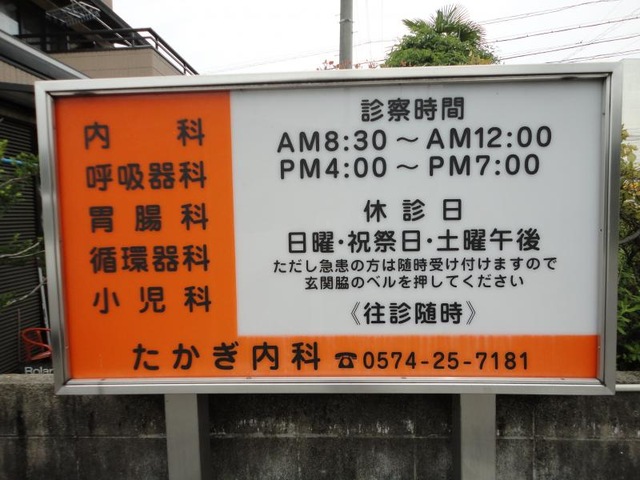 内科
呼吸器科
胃腸科
循環器科
小児科
診察時間
AM8:30～AM12:00
PM4:00～PM7:00
休診日
日曜・祝祭日・土曜午後
ただし急患の方は随時受け付けますので
玄関脇のベルを押してください
《往診随時》
たかぎ内科 ☎0574-25-7181